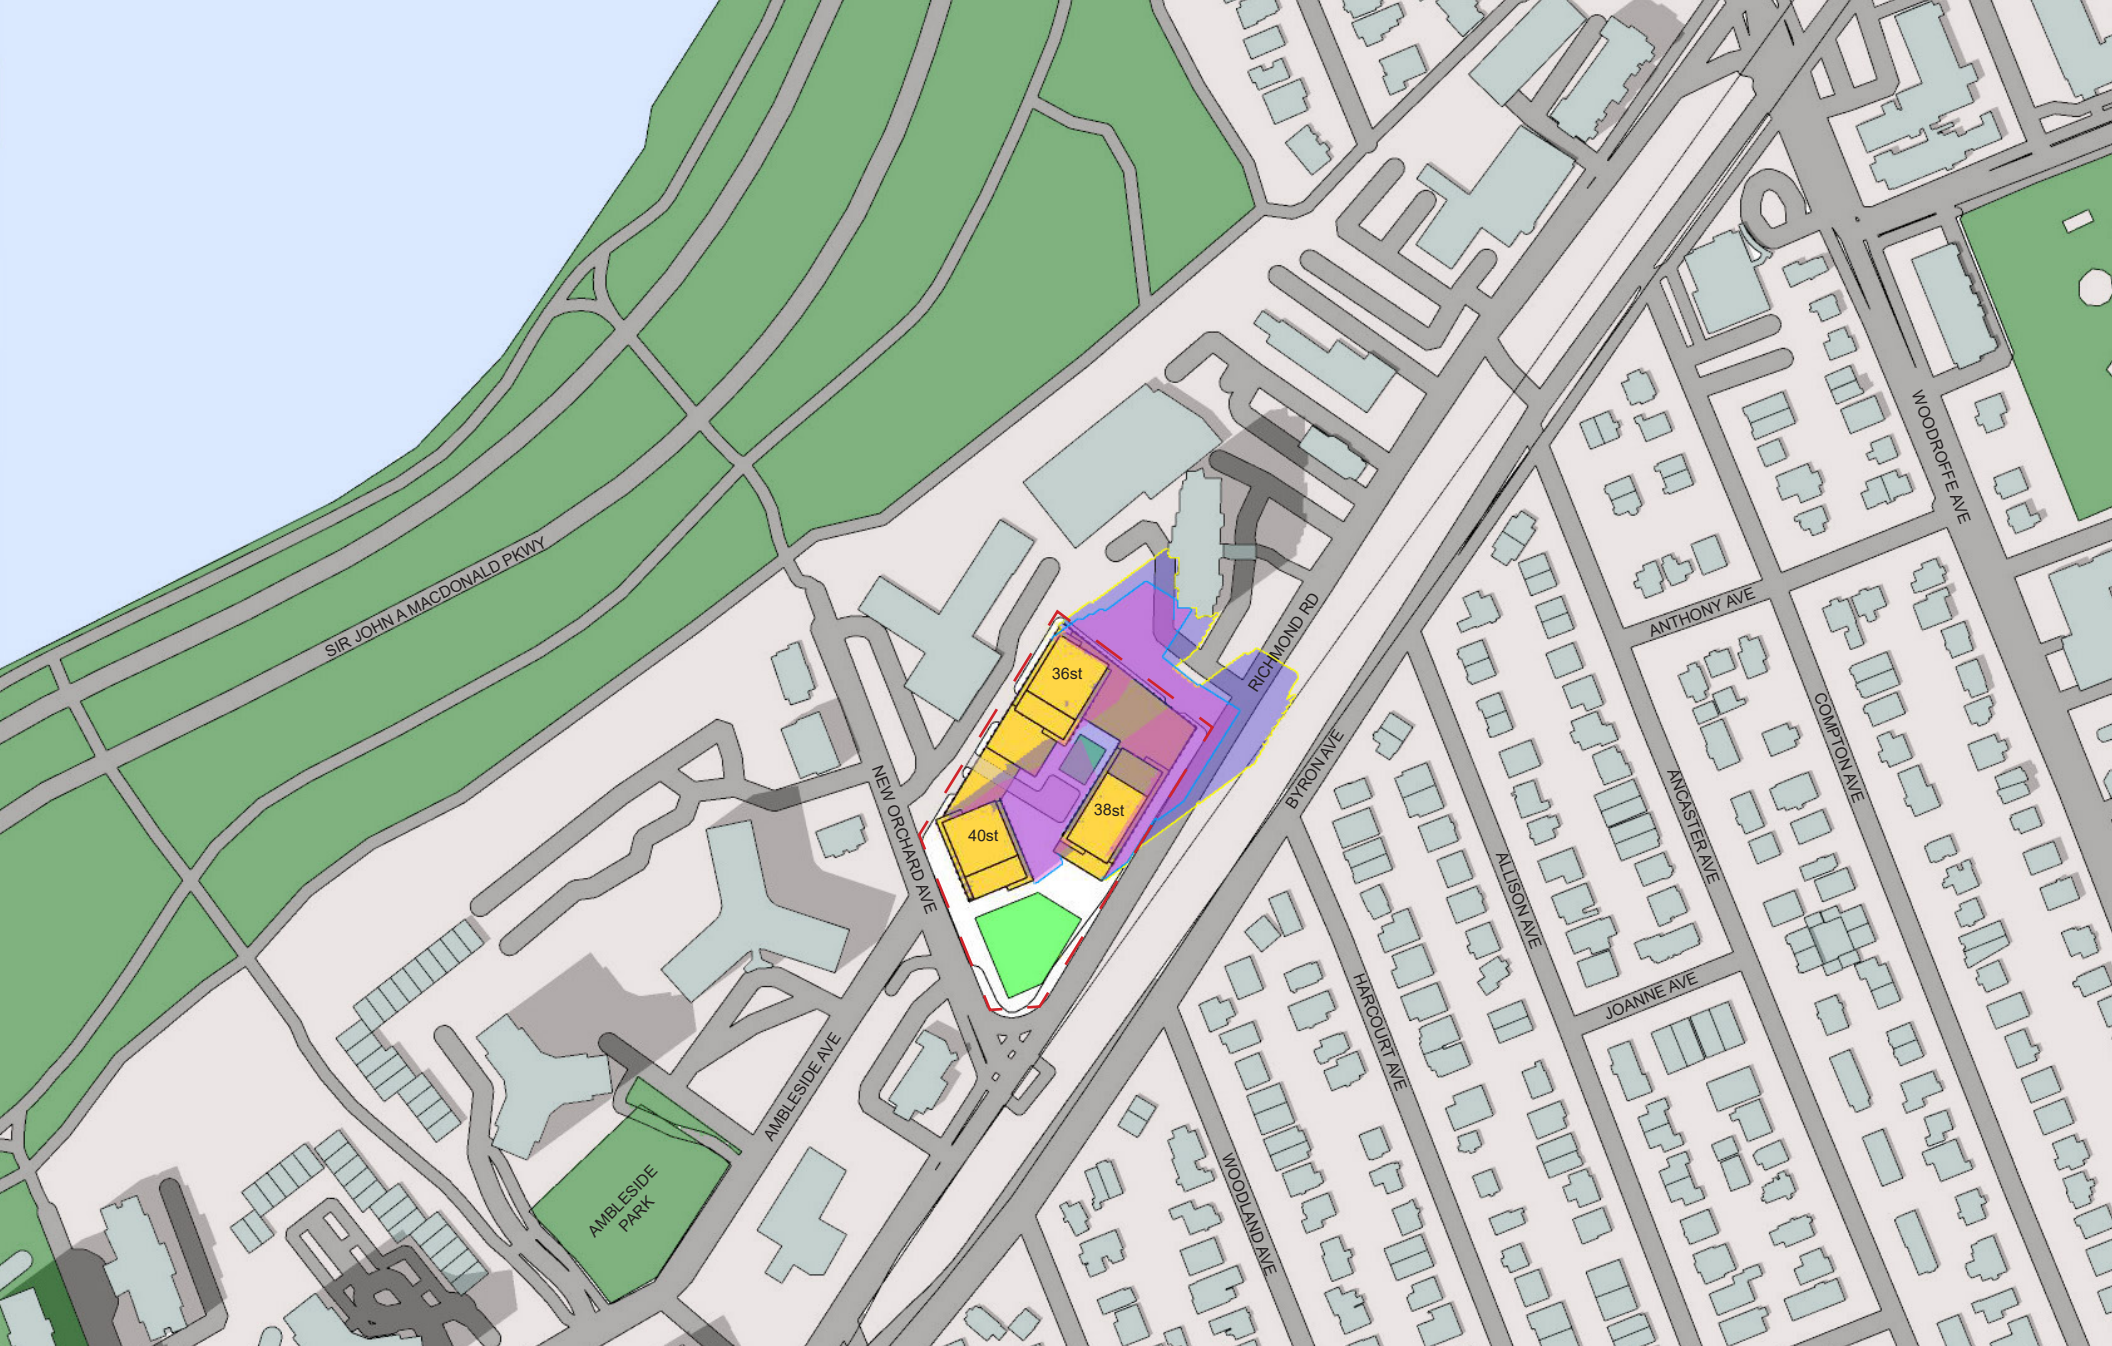 WOODROFFE AVE
SIR JOHN A MACDONALD PKWY
RICHMOND RD
ANTHONY AVE
36st
COMPTON AVE
BYRON AVE
ANCASTER AVE
38st
NEW ORCHARD AVE
40st
ALLISON AVE
JOANNE AVE
HARCOURT AVE
AMBLESIDE AVE
AMBLESIDE
PARK
WOODLAND AVE